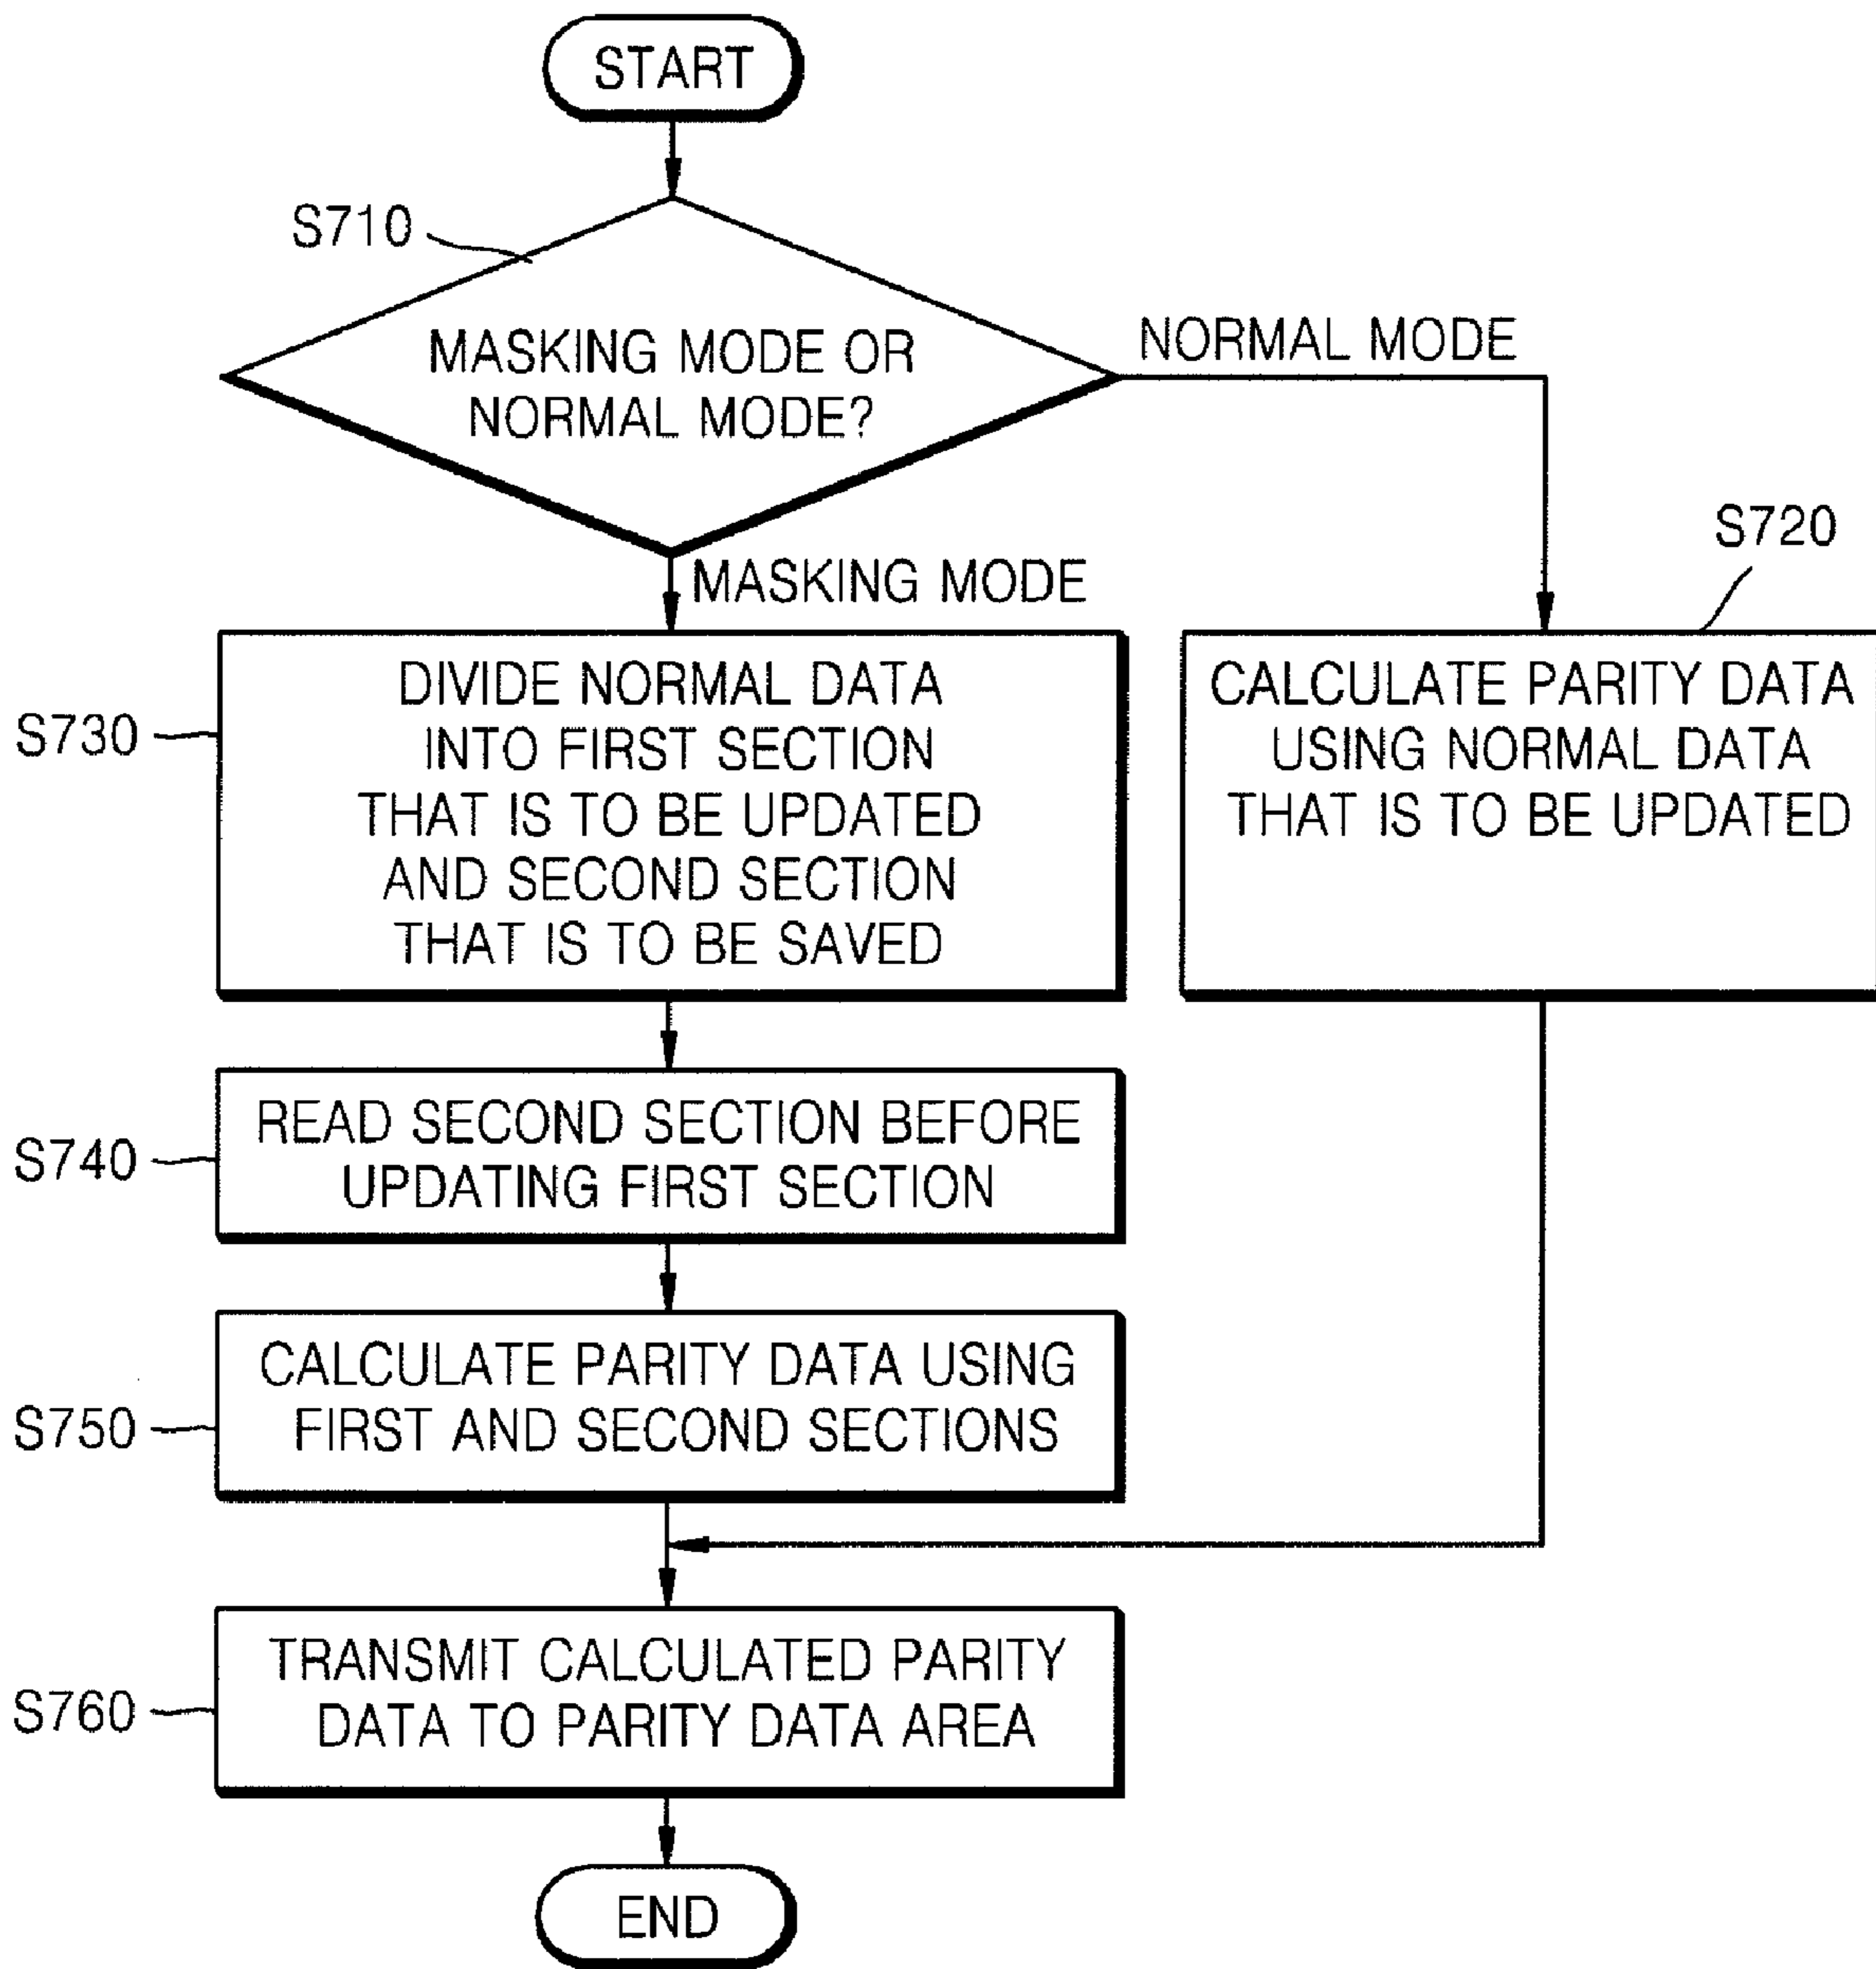 START
S710
MASKING MODE OR
NORMAL MODE?
NORMAL MODE
MASKING MODE
S720
S730
DIVIDE NORMAL DATA
INTO FIRST SECTION
THAT IS TO BE UPDATED
AND SECOND SECTION
THAT IS TO BE SAVED
CALCULATE PARITY DATA
USING NORMAL DATA
THAT IS TO BE UPDATED
S740
READ SECOND SECTION BEFORE
UPDATING FIRST SECTION
S750
CALCULATE PARITY DATA USING
FIRST AND SECOND SECTIONS
S760
TRANSMIT CALCULATED PARITY
DATA TO PARITY DATA AREA
END